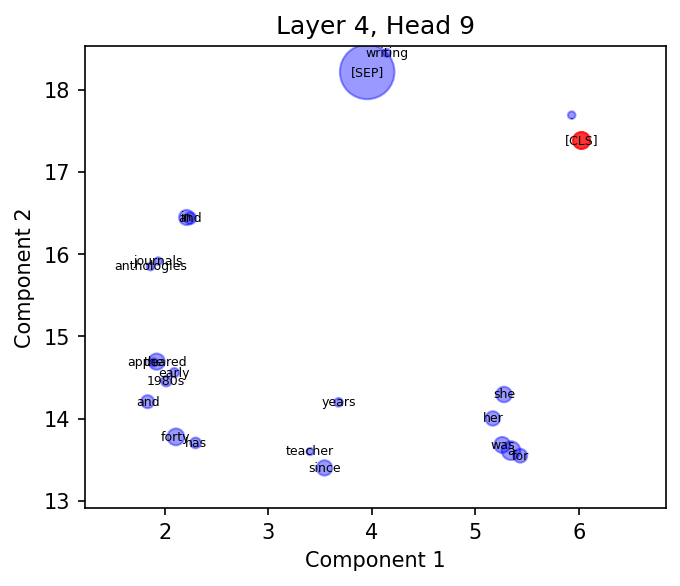 Layer 4, Head 9
writing
[SEP]
[CLS]
and
journals
anthologies
appeared
early
1980s
and
forty
has
years
teacher
since
she
her
was
a
for
18
17
16
15
14
13
Component 2
2 3 4 5 6
Component 1